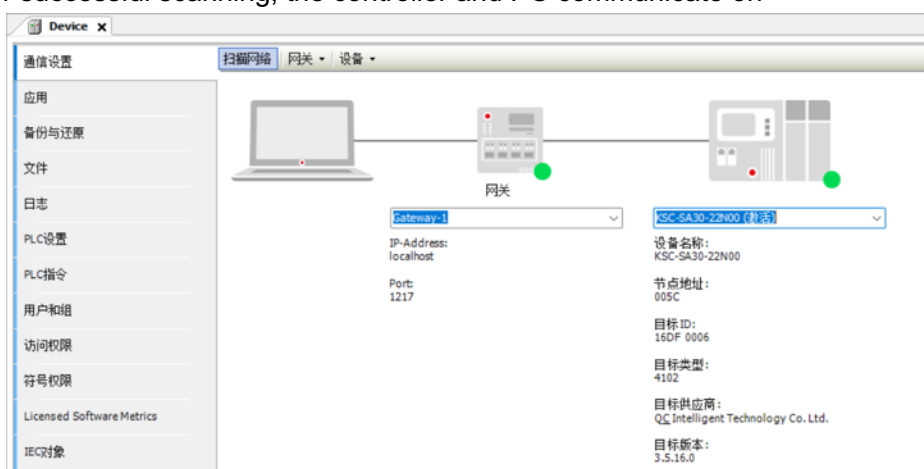 successful scanning, the controller and PC communicate on
Device x
通信设置
扫描网络 网关 设备
应用
备份与还原
文件
日志
PLC设置
PLC指令
用户和组
访问权限
符号权限
Licensed Software Metrics
IEC对象
网关
Gateway-1
IP-Address:
localhost
Port:
1217
KSC-SA30-22N00 (激活)
设备名称:
KSC-SA30-22N00
节点地址:
005C
目标ID:
16DF 0006
目标类型:
4102
目标供应商:
QC Intelligent Technology Co. Ltd.
目标版本:
3.5.16.0